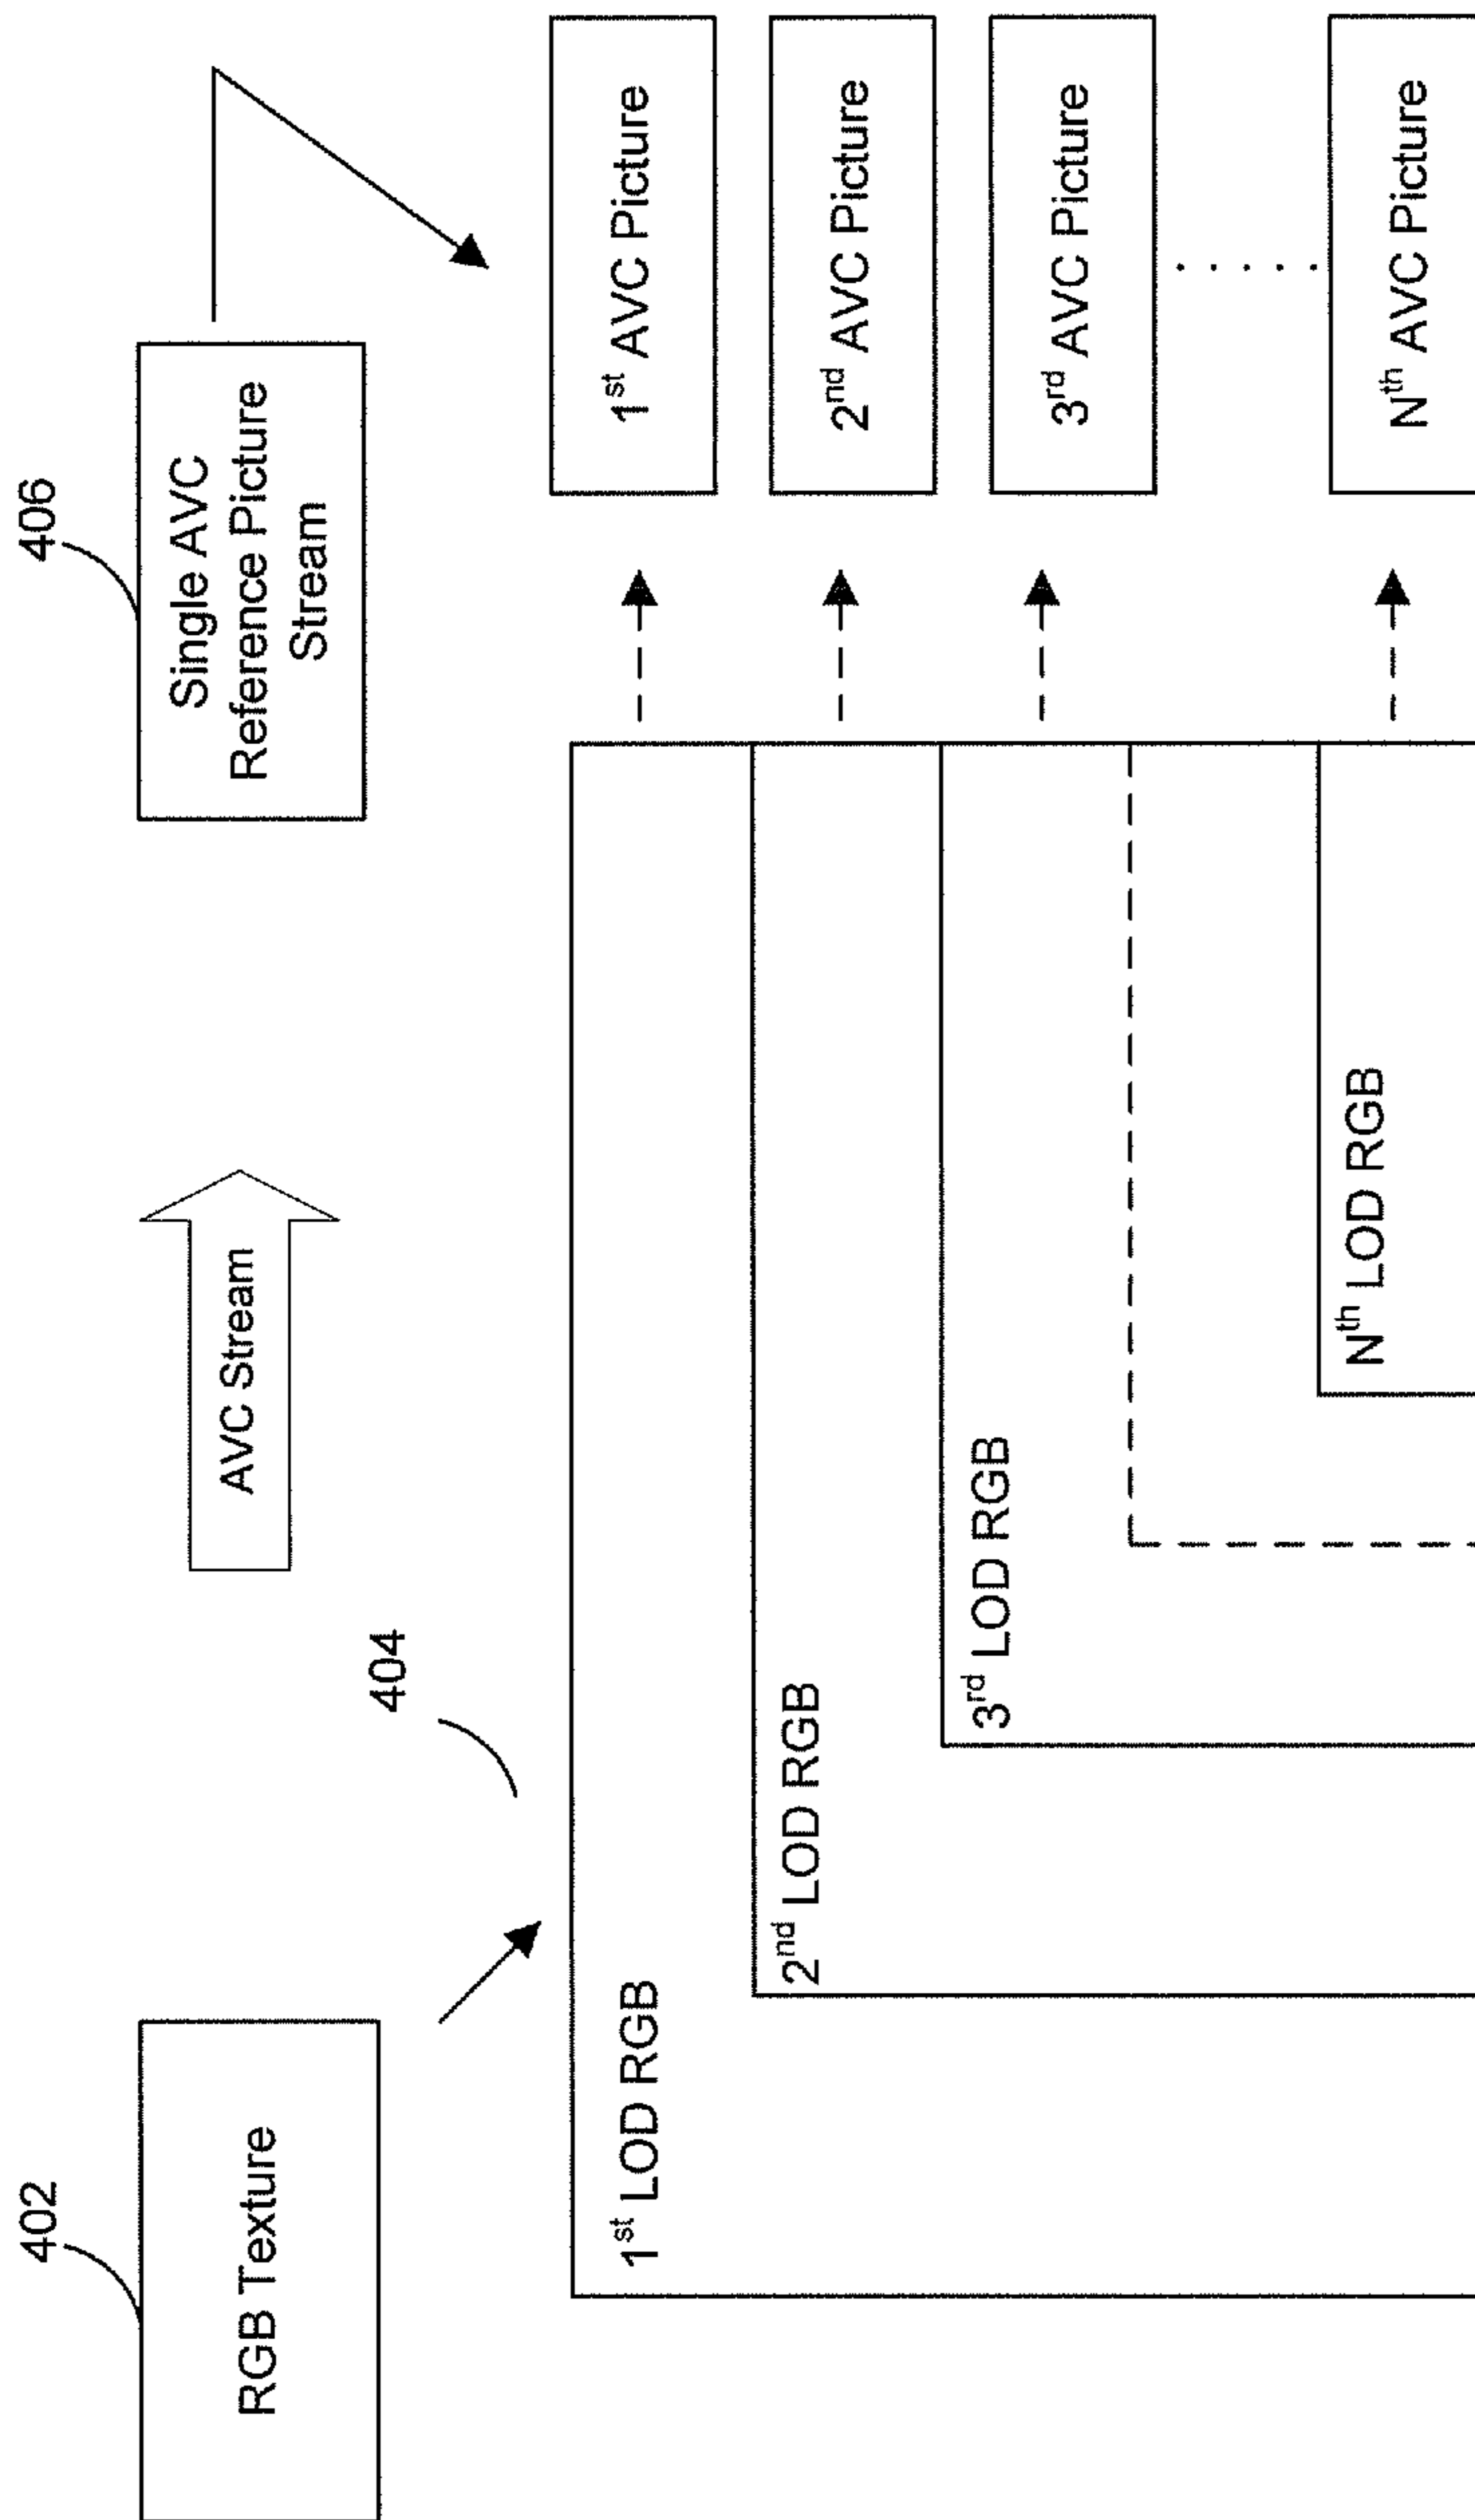 402
RGB Texture
AVC Stream
406
Single AVC
Reference Picture
Stream
404
1st LOD RGB
2nd LOD RGB
3rd LOD RGB
Nth LOD RGB
1st AVC Picture
2nd AVC Picture
3rd AVC Picture
Nth AVC Picture